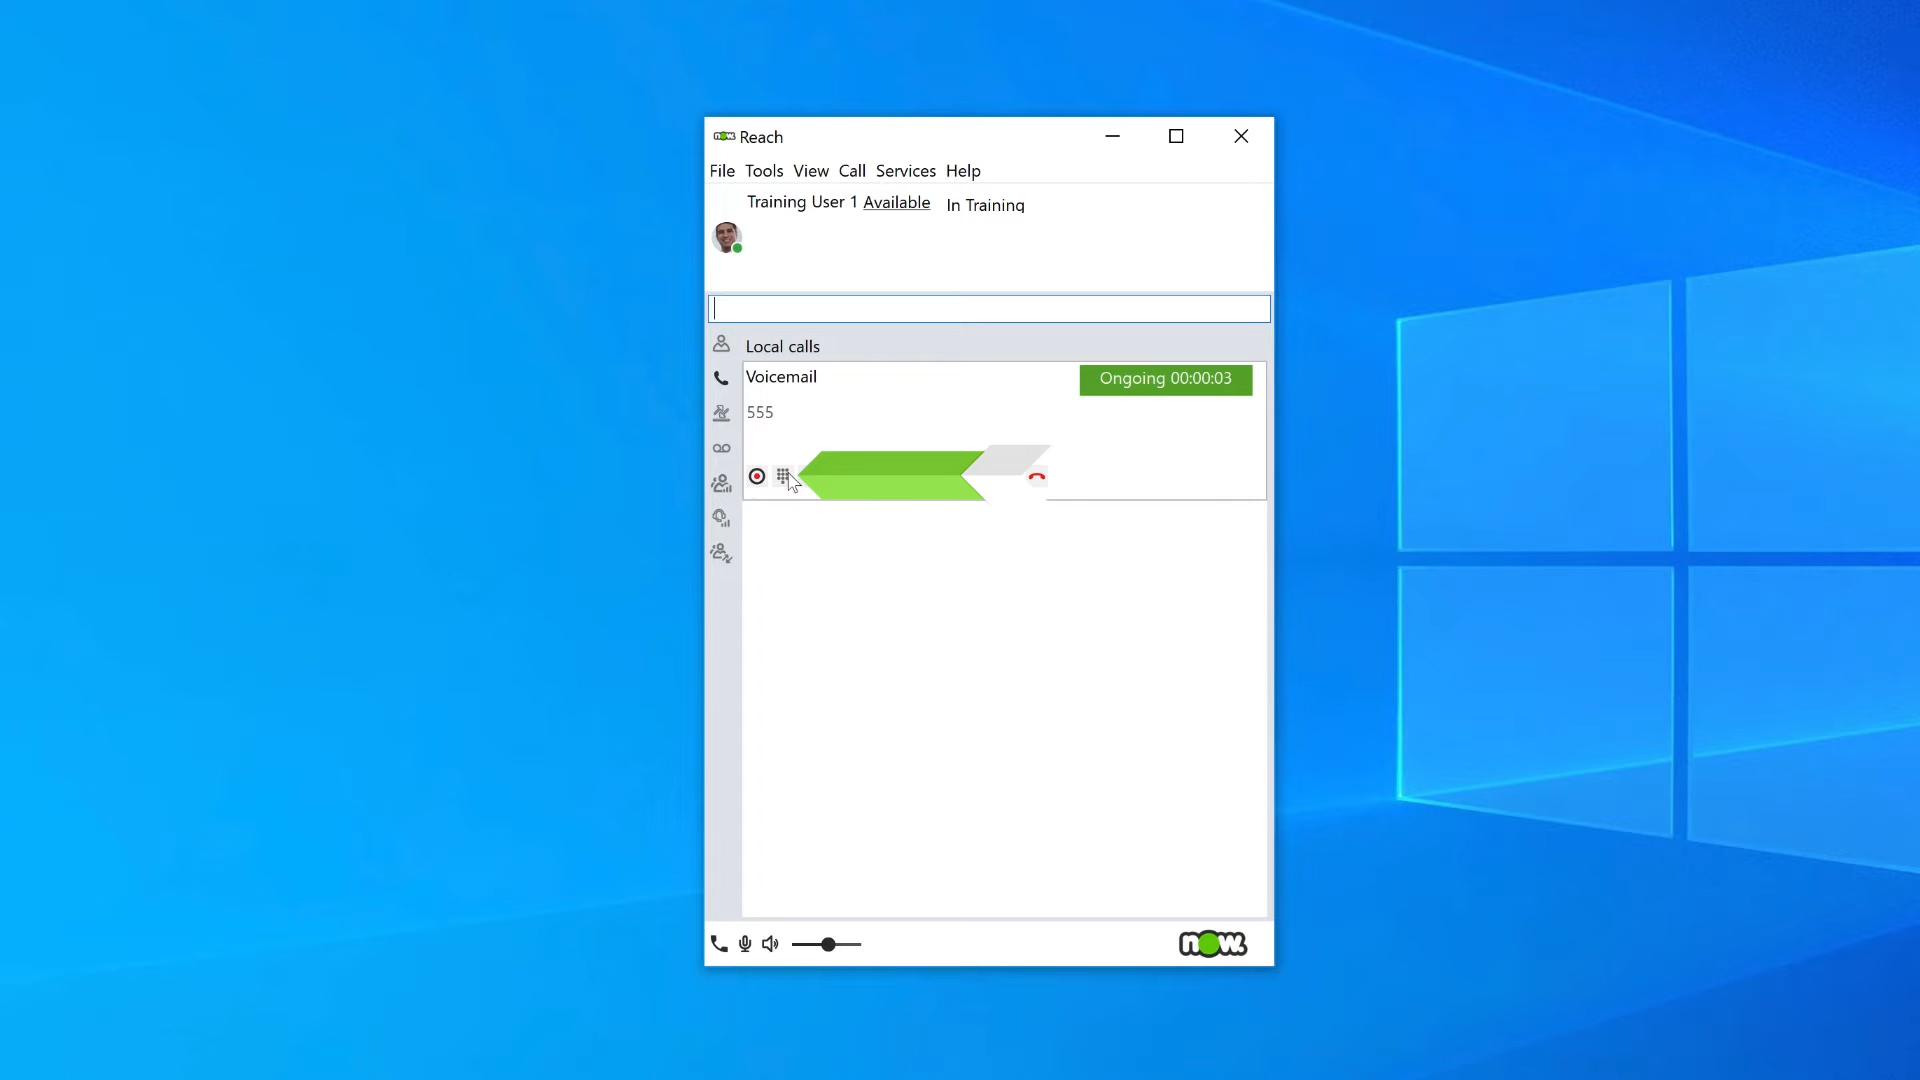 now. Reach
File Tools View Call Services Help
Training User 1 Available In Training
Local calls
Voicemail Ongoing 00:00:03
555
now.